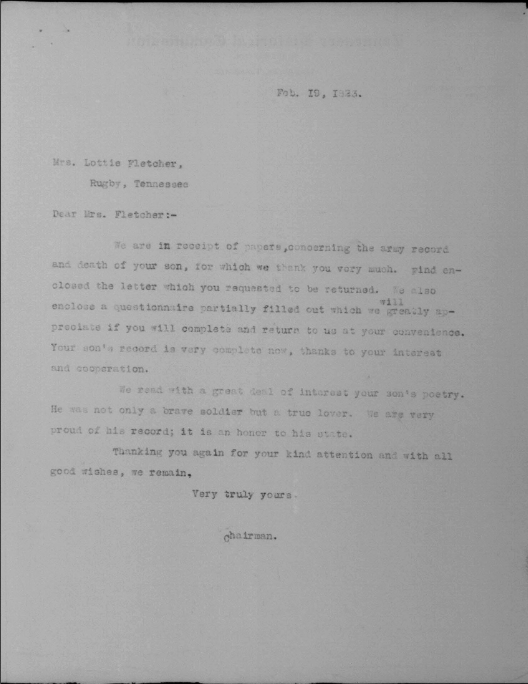 Feb. 19, 1923.
Mrs. Lottie Fletcher,
Rugby, Tennessee
Dear Mrs. Fletcher:-
We are in receipt of papers,concerning the army record
and death of your son, for which we thank you very much. Find en-
closed the letter which you requested to be returned. We also
will
enclose a questionnaire partially filled out which we greatly ap-
preciate if you will complete and return to us at your convenience.
Your son's record is very complete now, thanks to your interest
and cooperation.
We read with a great deal of interest your son's poetry.
He was not only a brave soldier but a true lover. We are very
proud of his record; it is an honor to his state.
Thanking you again for your kind attention and with all
good wishes, we remain,
Very truly yours
Chairman.